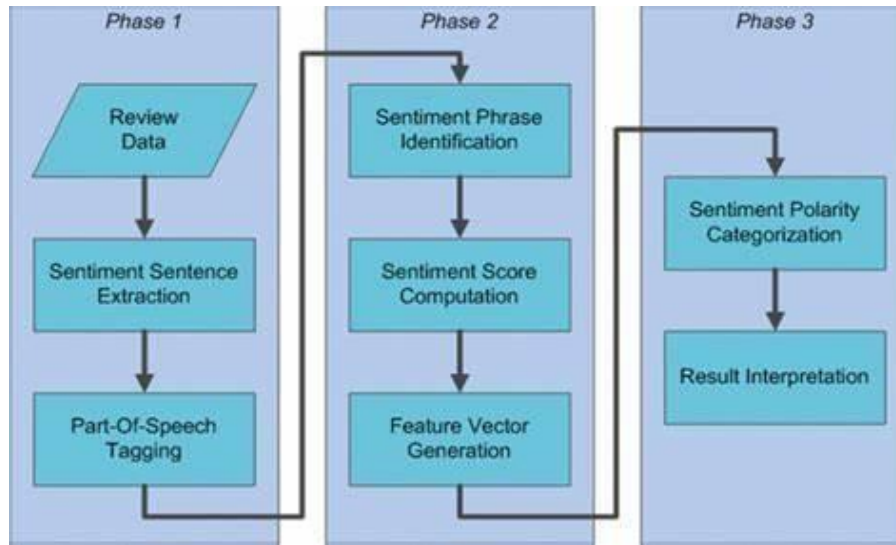 Phase 1
Review
Data
Sentiment Sentence
Extraction
Part-Of-Speech
Tagging
Phase 2
Sentiment Phrase
Identification
Sentiment Score
Computation
Feature Vector
Generation
Phase 3
Sentiment Polarity
Categorization
Result Interpretation